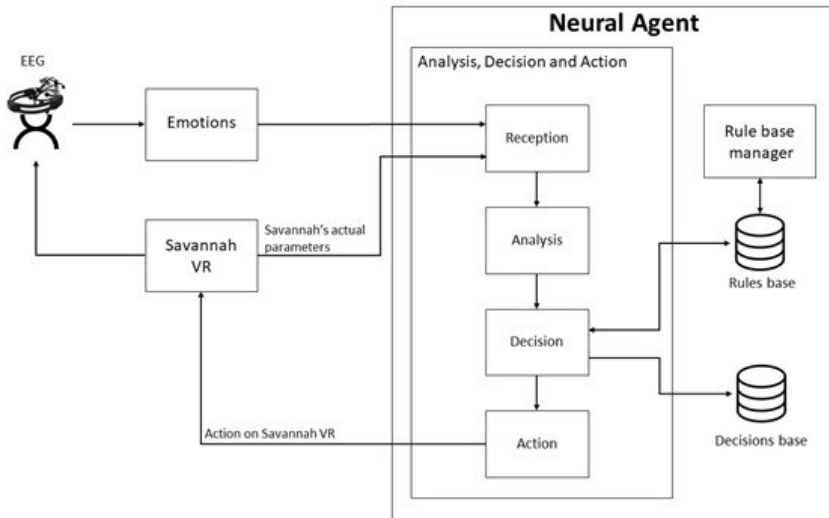 Neural Agent
EEG
Analysis, Decision and Action
Emotions
Reception
Rule base
manager
Savannah
VR
Savannah's actual
parameters
Analysis
Rules base
Decision
Action on Savannah VR
Action
Decisions base